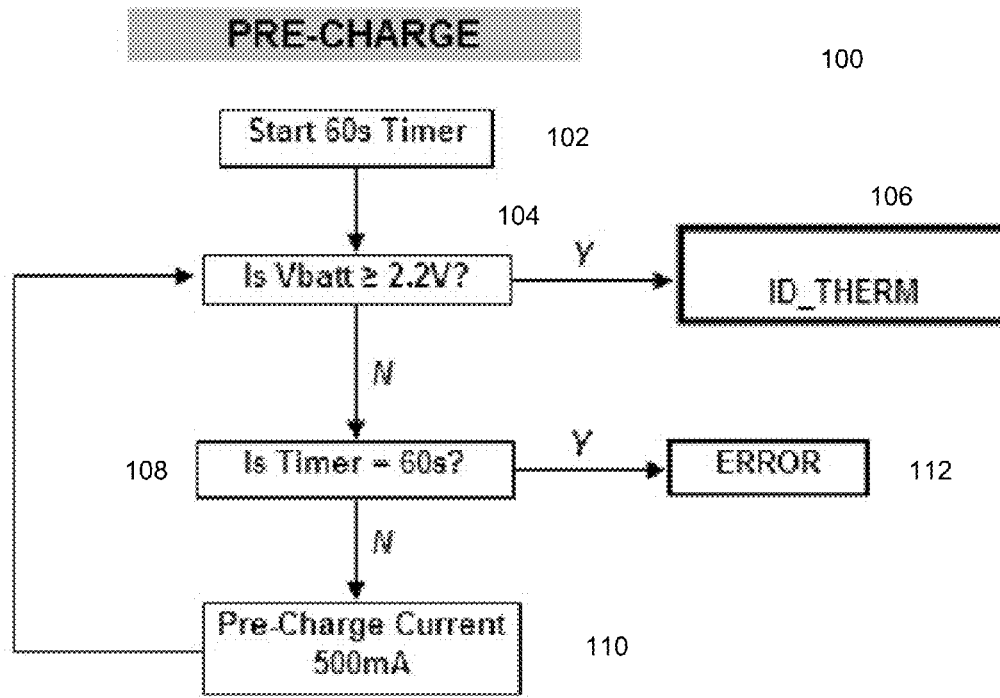 PRE-CHARGE
100
Start 60s Timer
102
104
106
Is Vbatt ≥ 2.2V?
Y
ID_THERM
N
108
Is Timer = 60s?
Y
ERROR
112
N
Pre-Charge Current
500mA
110